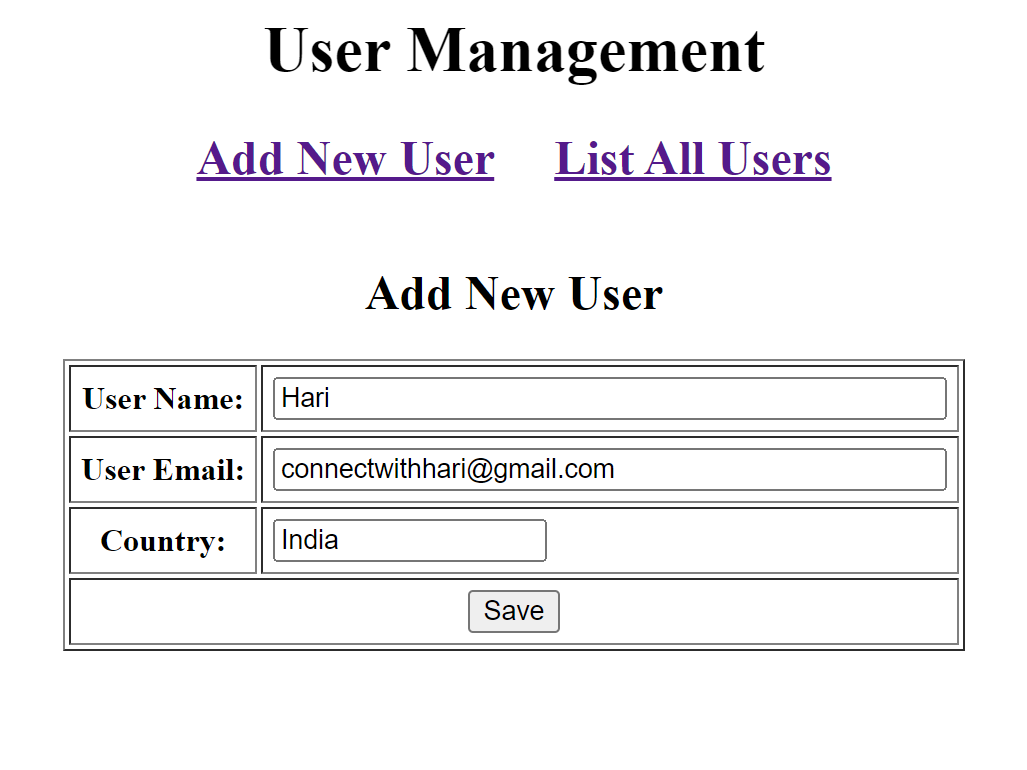 User Management
Add New User List All Users
Add New User
User Name: Hari
User Email: connectwithhari@gmail.com
Country: India
Save